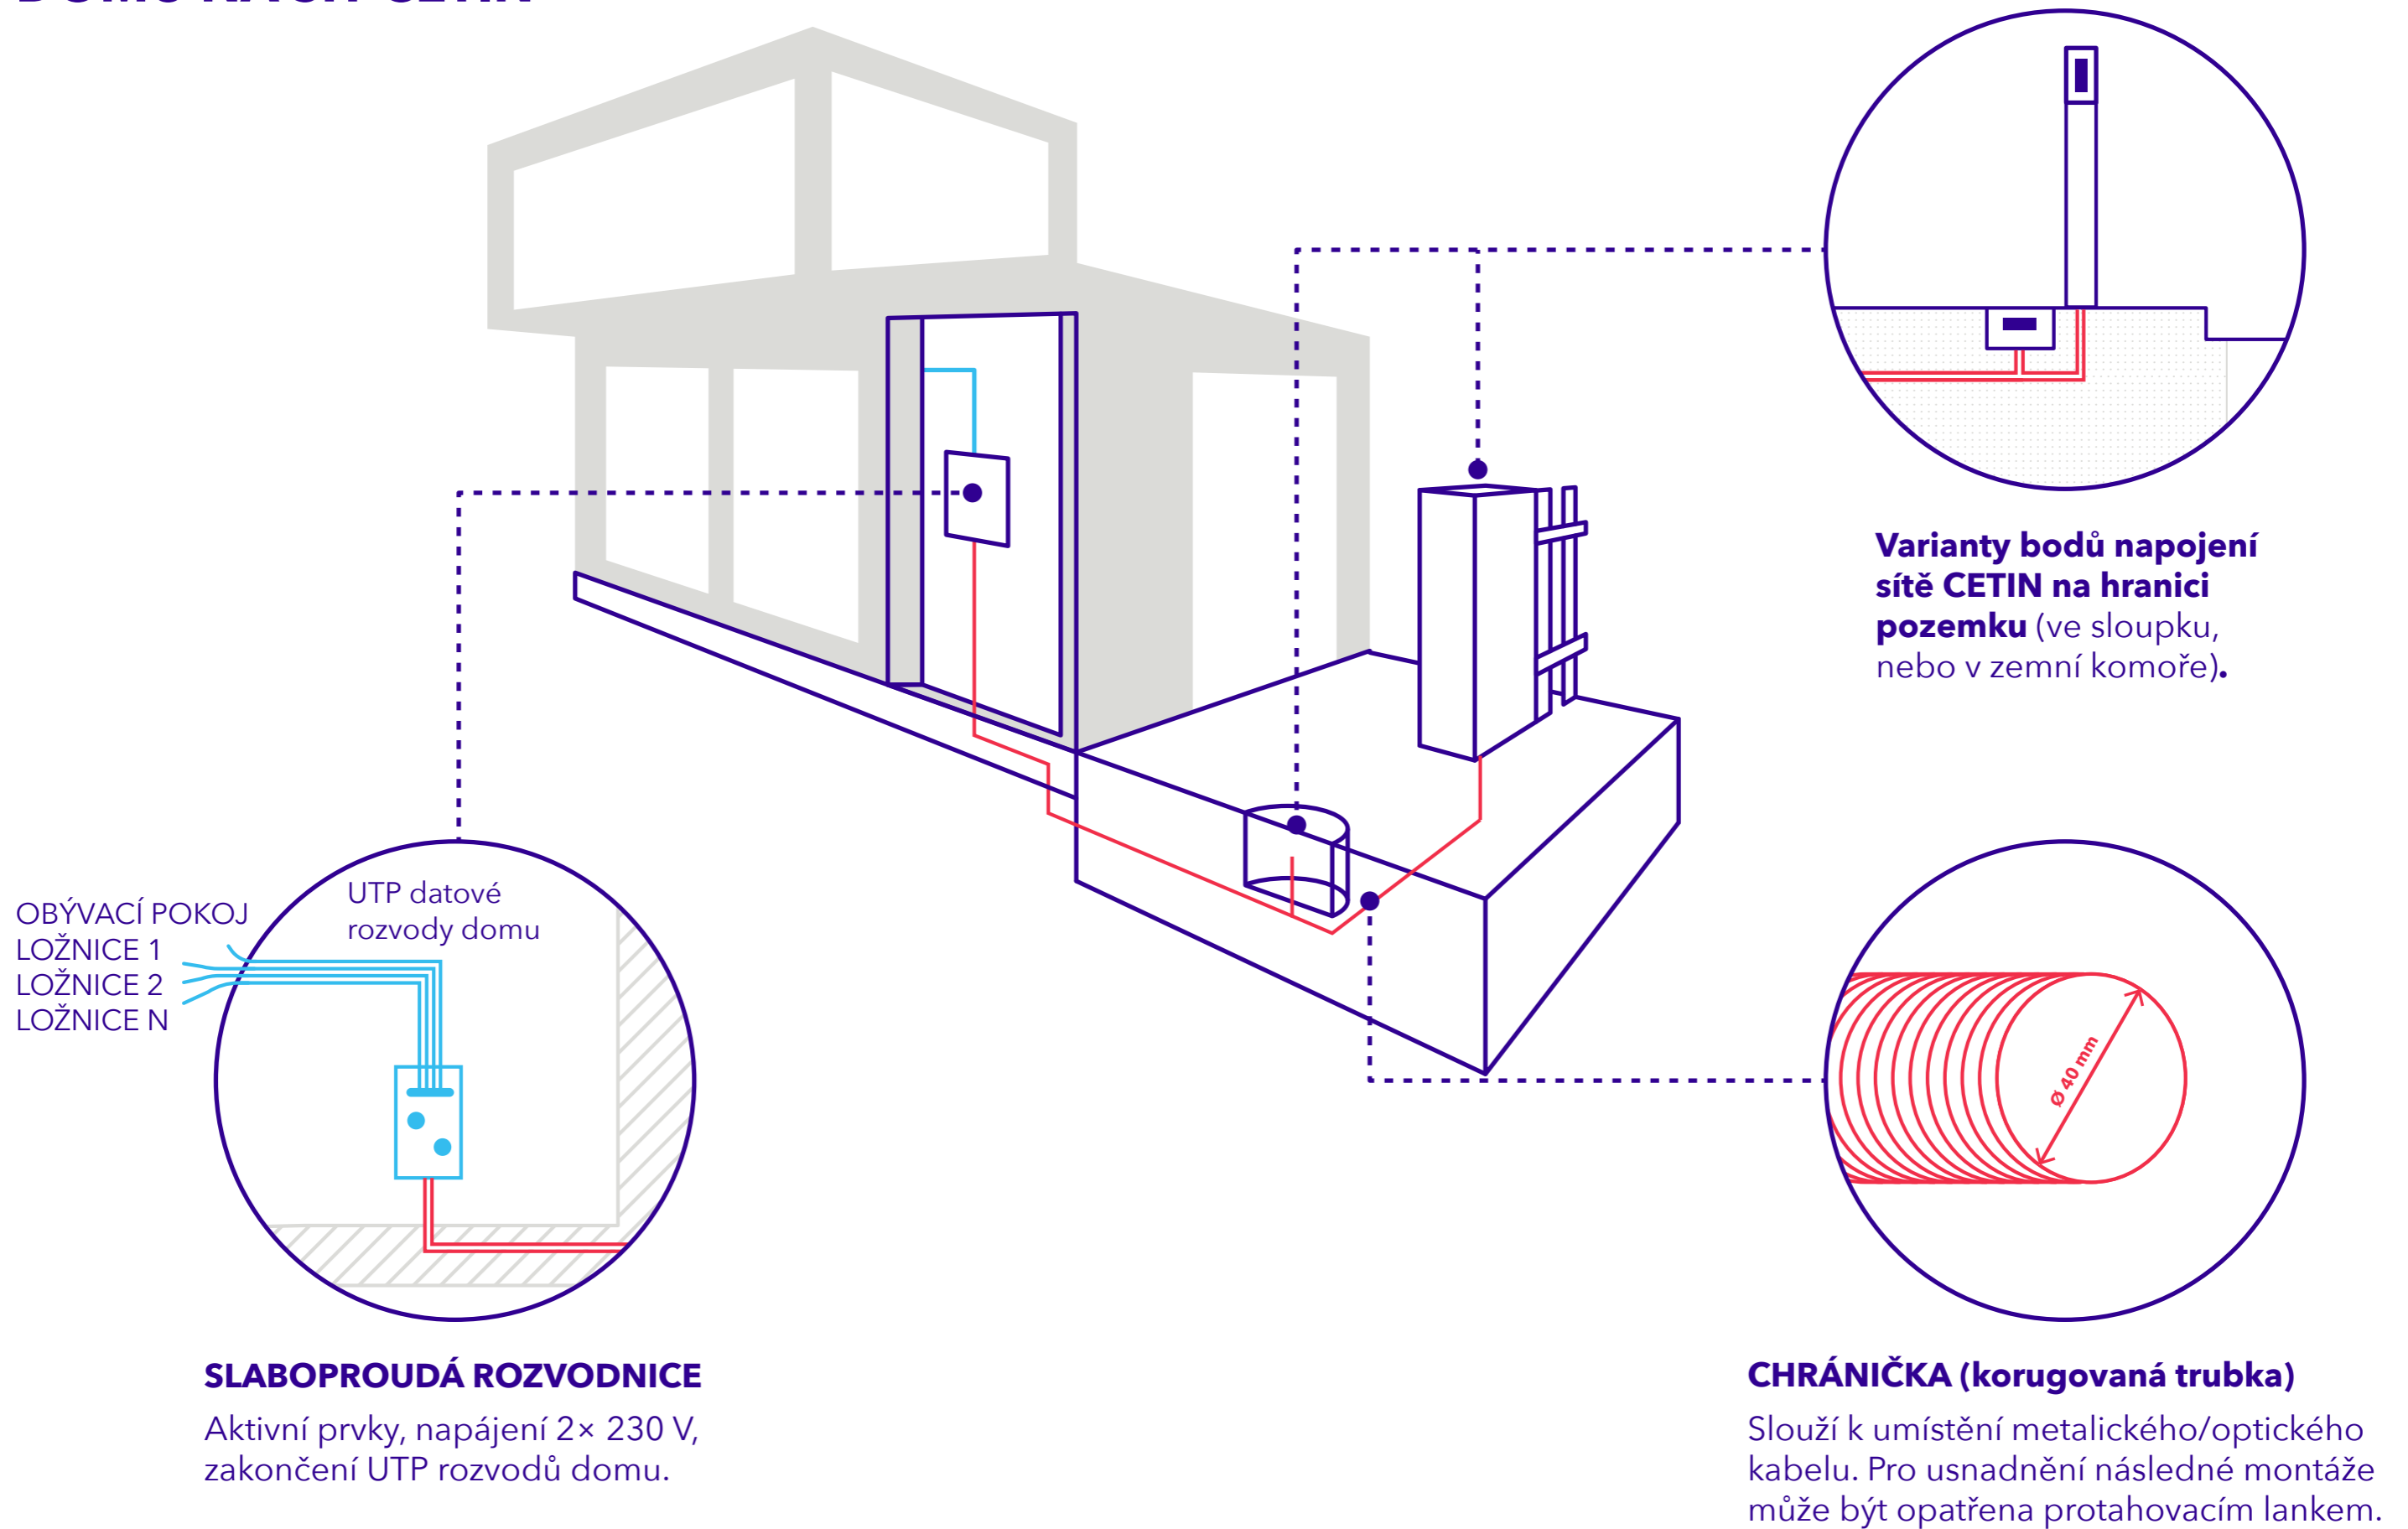 Varianty bodů napojení
sítě CETIN na hranici
pozemku (ve sloupku,
nebo v zemní komoře).
UTP datové
rozvody domu
OBÝVACÍ POKOJ
LOŽNICE 1
LOŽNICE 2
LOŽNICE N
Ø 40 mm
SLABOPROUDÁ ROZVODNICE
Aktivní prvky, napájení 2× 230 V,
zakončení UTP rozvodů domu.
CHRÁNIČKA (korugovaná trubka)
Slouží k umístění metalického/optického
kabelu. Pro usnadnění následné montáže
může být opatřena protahovacím lankem.